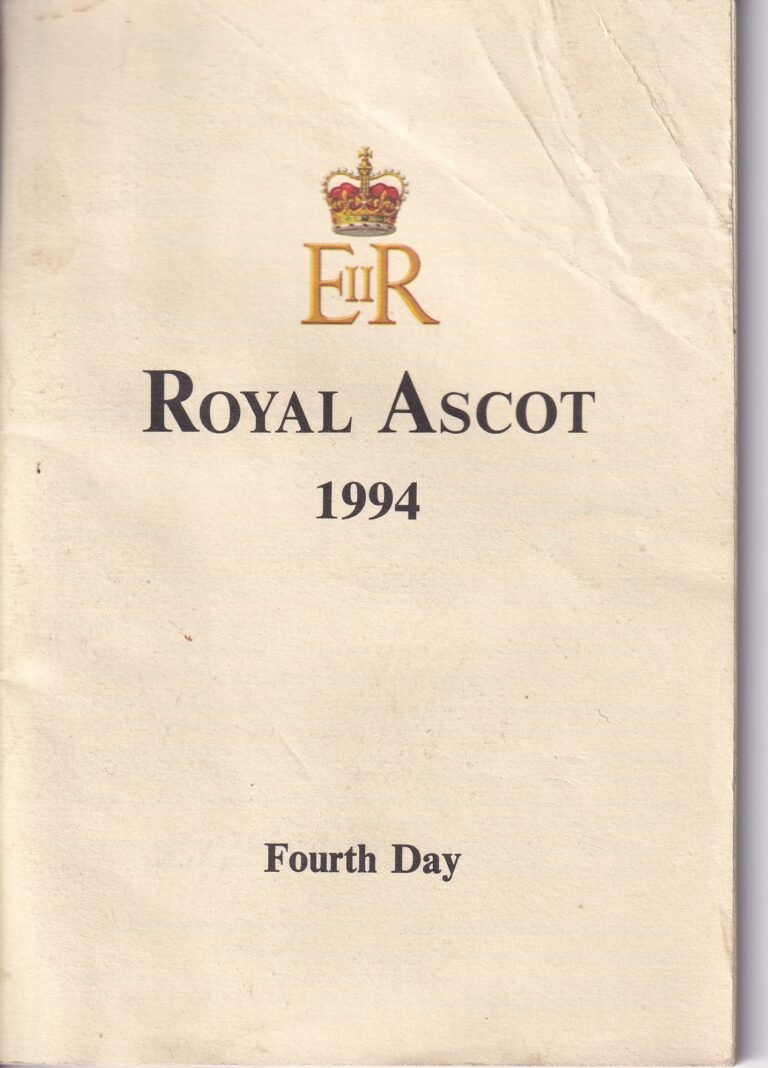 EIIR
ROYAL ASCOT
1994
Fourth Day